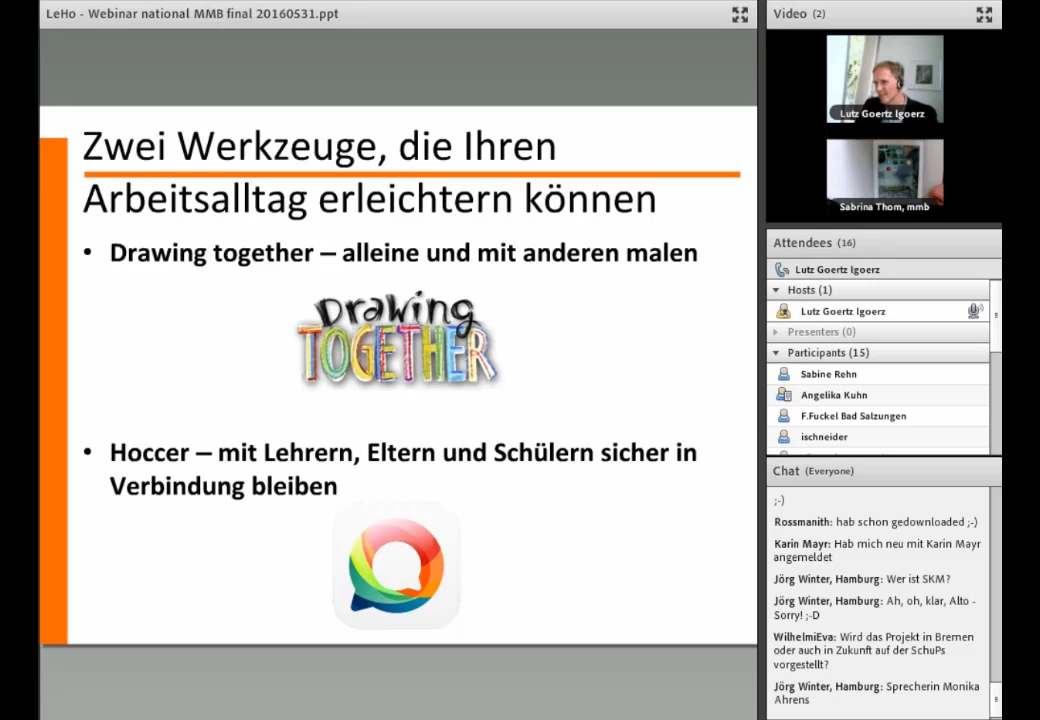 LeHo - Webinar national MMB final 20160531.ppt
Zwei Werkzeuge, die Ihren
Arbeitsalltag erleichtern können
• Drawing together – alleine und mit anderen malen
Drawing
TOGETHER
• Hoccer – mit Lehrern, Eltern und Schülern sicher in
Verbindung bleiben
Video (2)
Lutz Goertz lgoerz
Sabrina Thom, mmb
Attendees (16)
Lutz Goertz lgoerz
Hosts (1)
Lutz Goertz lgoerz
Presenters (0)
Participants (15)
Sabine Rehn
Angelika Kuhn
F.Fuckel Bad Salzungen
ischneider
Chat (Everyone)
;-)
Rossmanith: hab schon gedownloaded ;-)
Karin Mayr: Hab mich neu mit Karin Mayr
angemeldet
Jörg Winter, Hamburg: Wer ist SKM?
Jörg Winter, Hamburg: Ah, oh, klar, Alto -
Sorry! ;-D
WilhelmiEva: Wird das Projekt in Bremen
oder auch in Zukunft auf der SchuPs
vorgestellt?
Jörg Winter, Hamburg: Sprecherin Monika
Ahrens